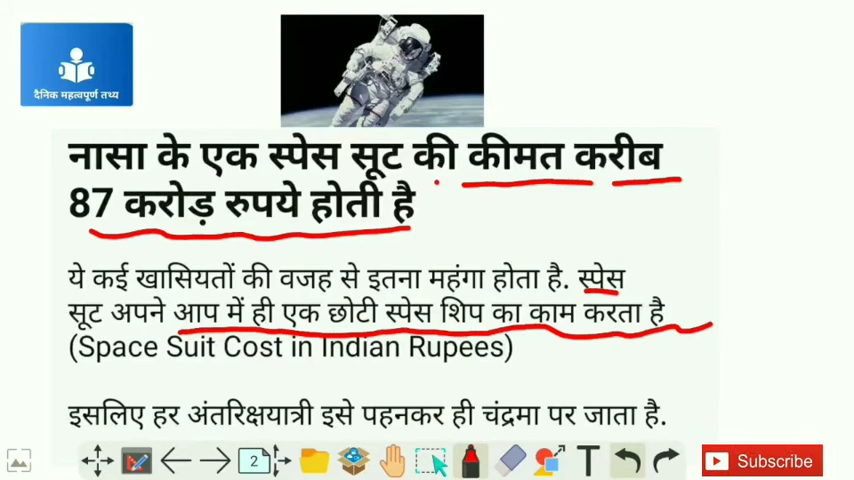 दैनिक महत्वपूर्ण तथ्य
नासा के एक स्पेस सूट की कीमत करीब
87 करोड़ रुपये होती है
ये कई खासियतों की वजह से इतना महंगा होता है. स्पेस
सूट अपने आप में ही एक छोटी स्पेस शिप का काम करता है
(Space Suit Cost in Indian Rupees)
इसलिए हर अंतरिक्षयात्री इसे पहनकर ही चंद्रमा पर जाता है.
2
T
Subscribe